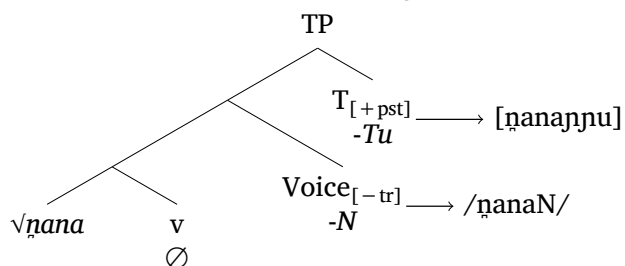 TP
T[+pst]
-Tu → [n̪anaɲɲu]
Voice[−tr]
-N → /n̪anaN/
√n̪ana v
∅